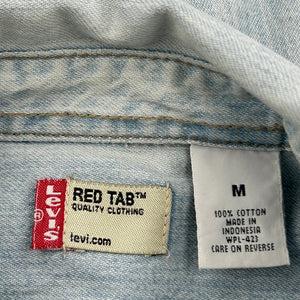 Levi's
®
RED TAB™
QUALITY CLOTHING
levi.com
M
100% COTTON
MADE IN
INDONESIA
WPL-423
CARE ON REVERSE